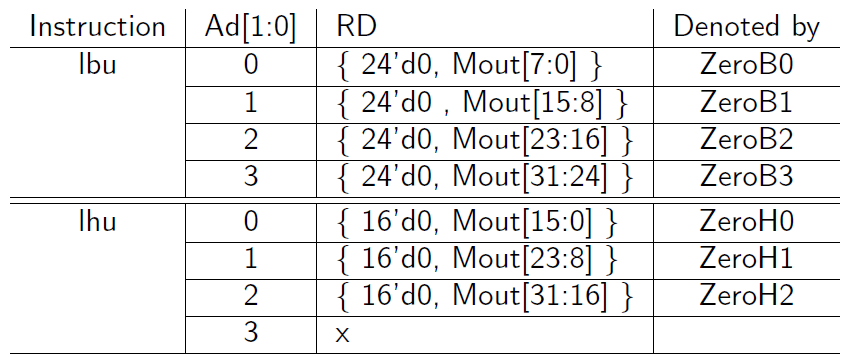 Instruction Ad[1:0] RD Denoted by
lbu 0 { 24'd0, Mout[7:0] } ZeroB0
1 { 24'd0 , Mout[15:8] } ZeroB1
2 { 24'd0, Mout[23:16] } ZeroB2
3 { 24'd0, Mout[31:24] } ZeroB3
lhu 0 { 16'd0, Mout[15:0] } ZeroH0
1 { 16'd0, Mout[23:8] } ZeroH1
2 { 16'd0, Mout[31:16] } ZeroH2
3 x